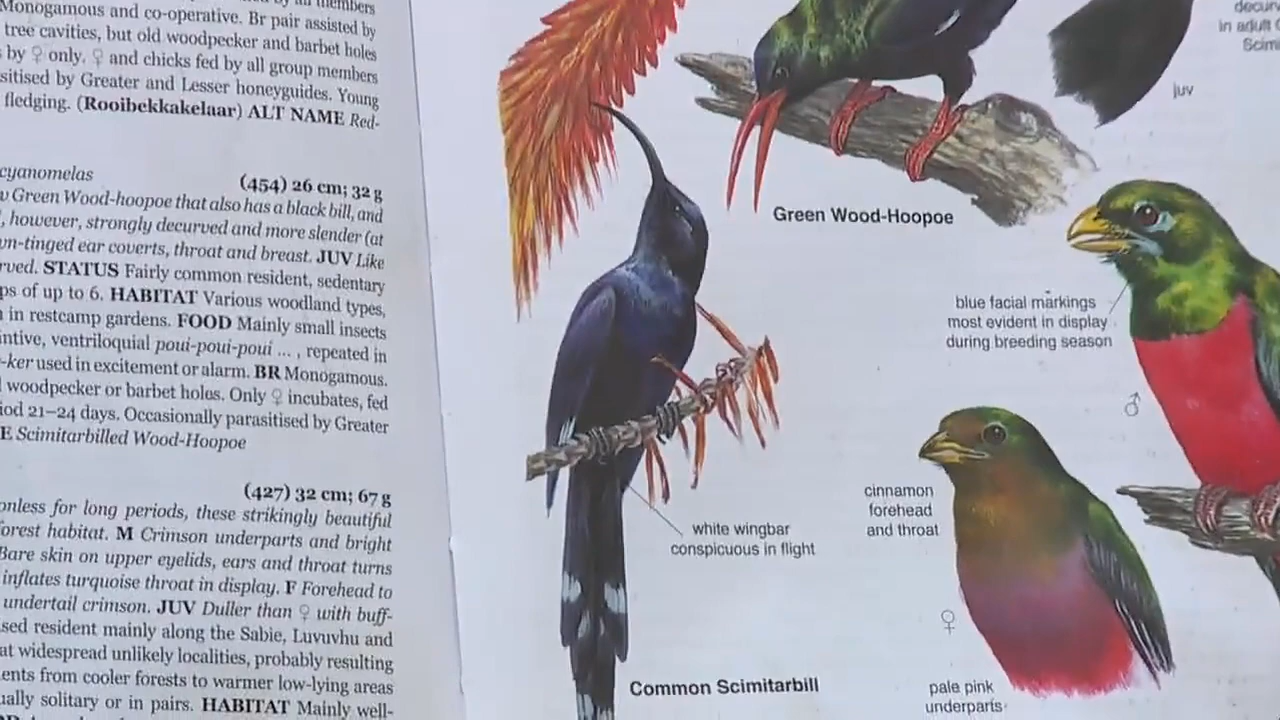 Monogamous and co-operative. Br pair assisted by
tree cavities, but old woodpecker and barbet holes
by ♀ only. ♀ and chicks fed by all group members
sitised by Greater and Lesser honeyguides. Young
fledging. (Rooibekkakelaar) ALT NAME Red-
cyanomelas
(454) 26 cm; 32 g
Green Wood-hoopoe that also has a black bill, and
, however, strongly decurved and more slender (at
wn-tinged ear coverts, throat and breast. JUV Like
rved. STATUS Fairly common resident, sedentary
ps of up to 6. HABITAT Various woodland types,
in restcamp gardens. FOOD Mainly small insects
intive, ventriloquial poui-poui-poui ... , repeated in
-ker used in excitement or alarm. BR Monogamous.
woodpecker or barbet holes. Only ♀ incubates, fed
iod 21–24 days. Occasionally parasitised by Greater
E Scimitarbilled Wood-Hoopoe
(427) 32 cm; 67 g
onless for long periods, these strikingly beautiful
forest habitat. M Crimson underparts and bright
Bare skin on upper eyelids, ears and throat turns
inflates turquoise throat in display. F Forehead to
undertail crimson. JUV Duller than ♀ with buff-
sed resident mainly along the Sabie, Luvuvhu and
at widespread unlikely localities, probably resulting
ents from cooler forests to warmer low-lying areas
ually solitary or in pairs. HABITAT Mainly well-
decurv
in adult
Scim
juv
Green Wood-Hoopoe
blue facial markings
most evident in display
during breeding season
♂
cinnamon
forehead
and throat
white wingbar
conspicuous in flight
♀
Common Scimitarbill
pale pink
underparts